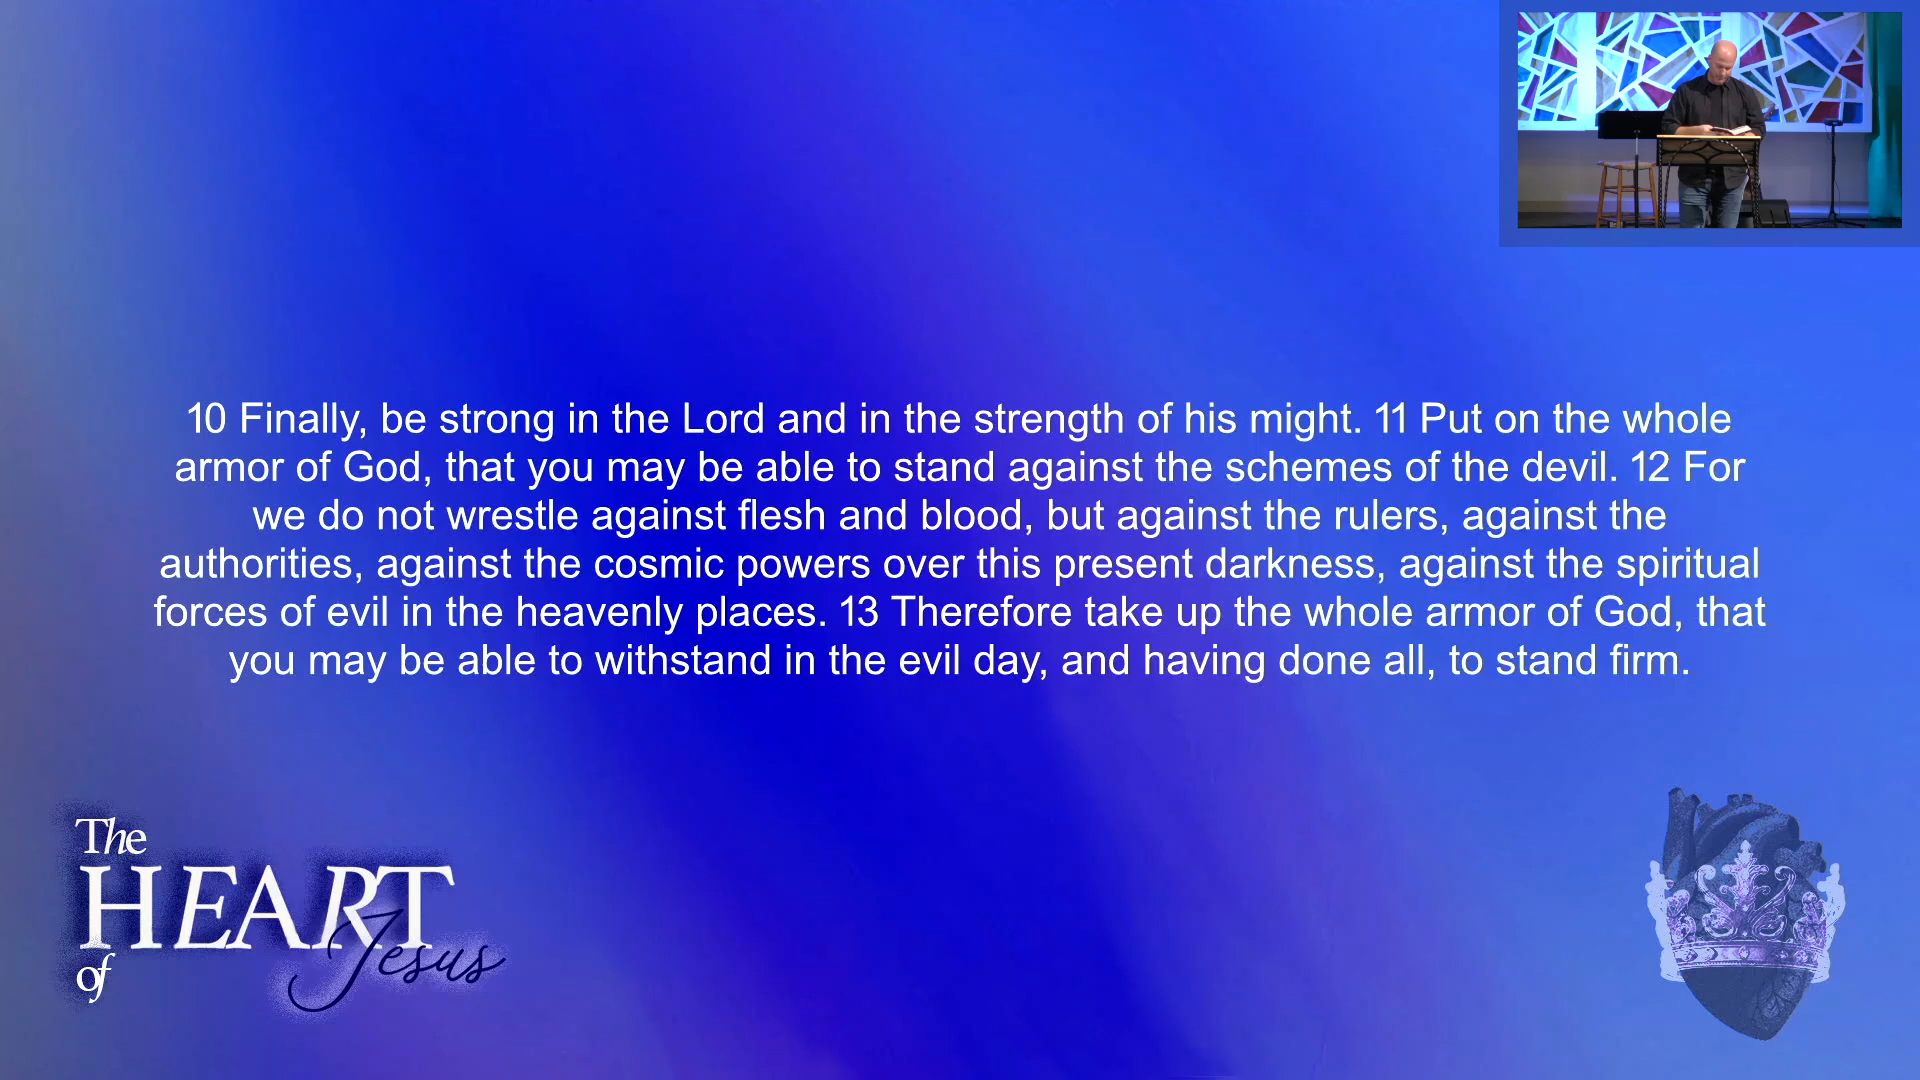 10 Finally, be strong in the Lord and in the strength of his might. 11 Put on the whole
armor of God, that you may be able to stand against the schemes of the devil. 12 For
we do not wrestle against flesh and blood, but against the rulers, against the
authorities, against the cosmic powers over this present darkness, against the spiritual
forces of evil in the heavenly places. 13 Therefore take up the whole armor of God, that
you may be able to withstand in the evil day, and having done all, to stand firm.
The
HEART
of
Jesus